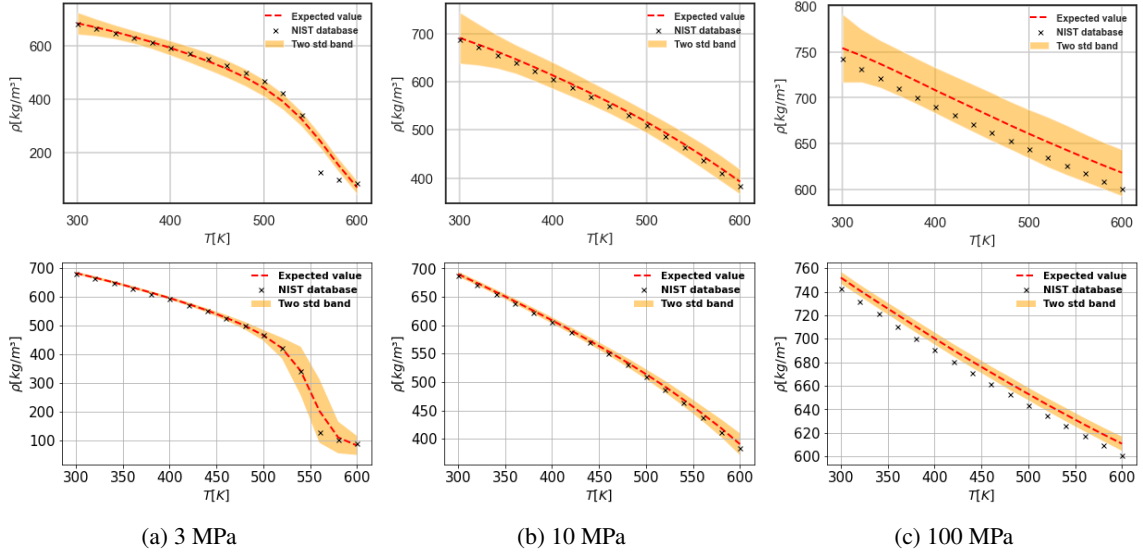 Expected value
NIST database
Two std band
600
400
200
ρ[kg/m³]
300
400
500
600
T[K]
Expected value
NIST database
Two std band
700
600
500
400
ρ[kg/m³]
300
400
500
600
T[K]
800
Expected value
NIST database
Two std band
750
700
650
600
ρ[kg/m³]
300
400
500
600
T[K]
700
Expected value
NIST database
Two std band
600
500
400
300
200
100
ρ[kg/m³]
300
350
400
450
500
550
600
T[K]
700
Expected value
NIST database
Two std band
650
600
550
500
450
400
ρ[kg/m³]
300
350
400
450
500
550
600
T[K]
760
Expected value
NIST database
Two std band
740
720
700
680
660
640
620
600
ρ[kg/m³]
300
350
400
450
500
550
600
T[K]
(a) 3 MPa
(b) 10 MPa
(c) 100 MPa